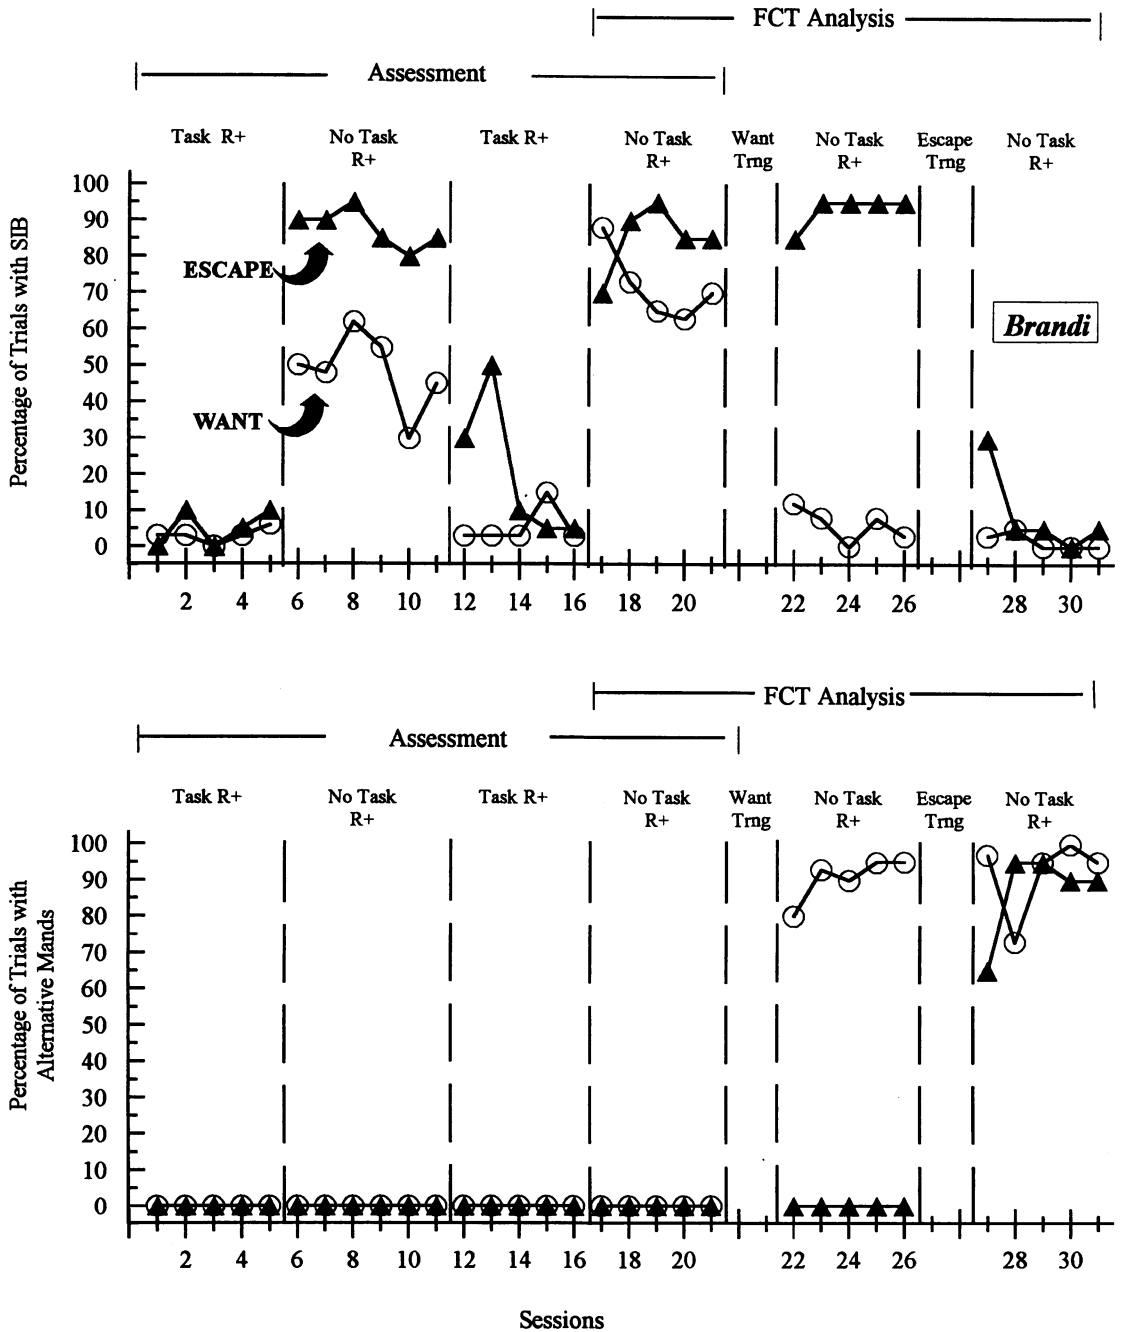 FCT Analysis
Assessment
Task R+ No Task Task R+ No Task Want No Task Escape No Task
R+ R+ Trng R+ Trng R+
Percentage of Trials with SIB
100
90
80
70
60
50
40
30
20
10
0
ESCAPE
WANT
Brandi
2 4 6 8 10 12 14 16 18 20 22 24 26 28 30
FCT Analysis
Assessment
Task R+ No Task Task R+ No Task Want No Task Escape No Task
R+ R+ Trng R+ Trng R+
Percentage of Trials with
Alternative Mands
100
90
80
70
60
50
40
30
20
10
0
2 4 6 8 10 12 14 16 18 20 22 24 26 28 30
Sessions